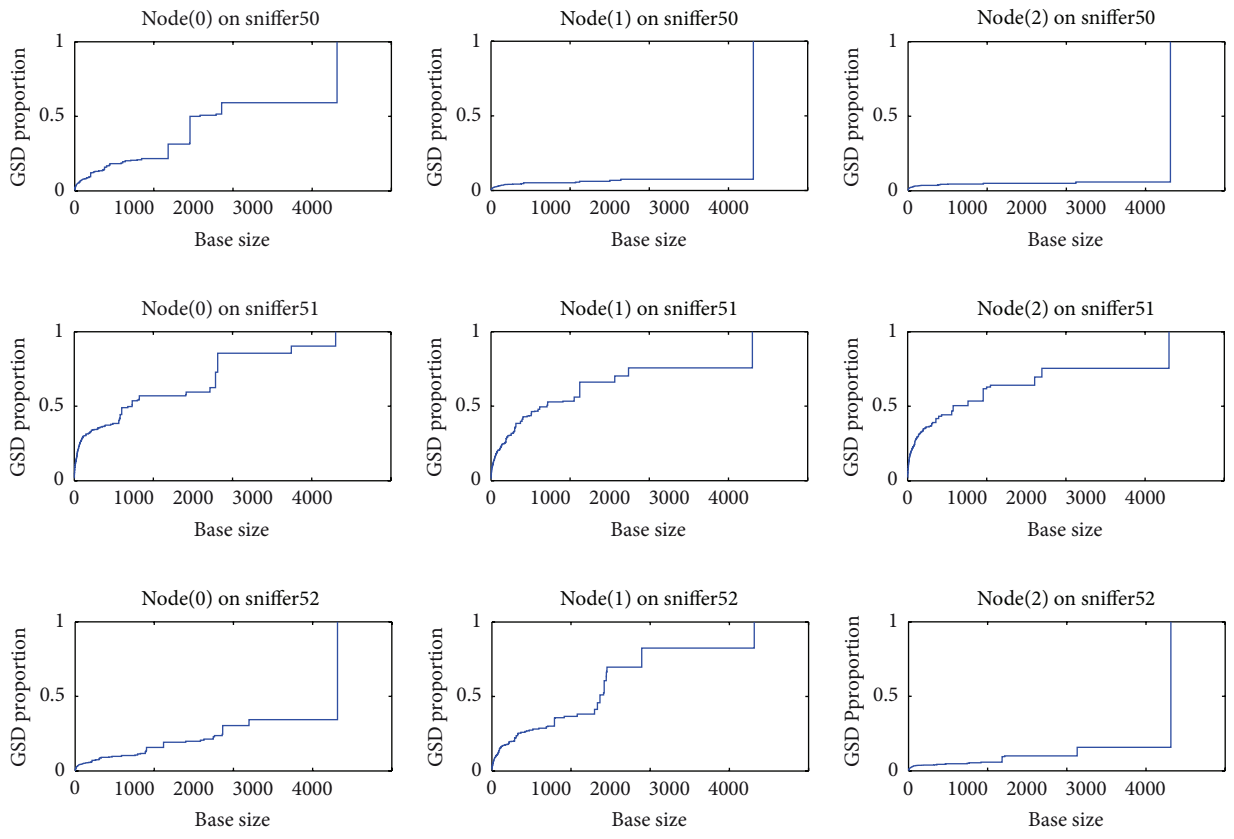 Node(0) on sniffer50
Node(1) on sniffer50
Node(2) on sniffer50
GSD proportion
1
0.5
0
0 1000 2000 3000 4000
Base size
GSD proportion
1
0.5
0
0 1000 2000 3000 4000
Base size
GSD proportion
1
0.5
0
0 1000 2000 3000 4000
Base size
Node(0) on sniffer51
Node(1) on sniffer51
Node(2) on sniffer51
GSD proportion
1
0.5
0
0 1000 2000 3000 4000
Base size
GSD proportion
1
0.5
0
0 1000 2000 3000 4000
Base size
GSD proportion
1
0.5
0
0 1000 2000 3000 4000
Base size
Node(0) on sniffer52
Node(1) on sniffer52
Node(2) on sniffer52
GSD proportion
1
0.5
0
0 1000 2000 3000 4000
Base size
GSD proportion
1
0.5
0
0 1000 2000 3000 4000
Base size
GSD Pproportion
1
0.5
0
0 1000 2000 3000 4000
Base size